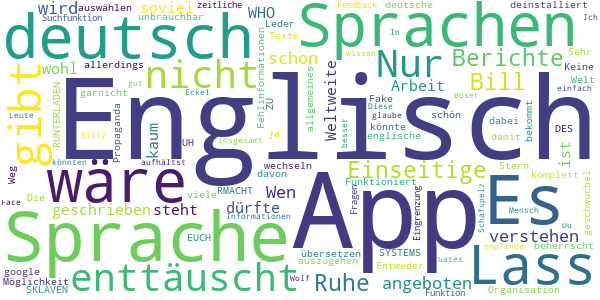 brauchbar soviel WHO Leder zeitliche Feedback deutsche Ich
deutsch Sprachen
auswählen deinstalliert
Suchfunktion unbrauchbar wird Texte In wissen Sehr
allerdings schon Nur Berichte Keine
gibt wohl nicht Weltweite Bill Welt
RUNTERLADEN garnicht Fehlinformationen ZU allgemeines Arbeit einfach
Englisch
Eckel gut Fake Diese glaube schön dabei bekommt DES
Leute Billy Propaganda kaum UH insgesamt ja könnte englische besser Böser damit ist
könnten aufhältst Einseitige Stern komplett
wäre App Es
Weg wechseln davon Funktioniert
Die viele Wen Fragen Eingrenzung Beschwurbel
geschrieben steht dürfte Schafspelz
Sprache RMACHT verstehen
EUCH Informationen Mensch Du
Face übersetzen SYSTEMS empfinde beherrscht
google enttäuscht Ruhe auszugehen Entweder Gates Lass
Möglichkeit Wolf angeboten Organisation
SKLAVEN Funktion